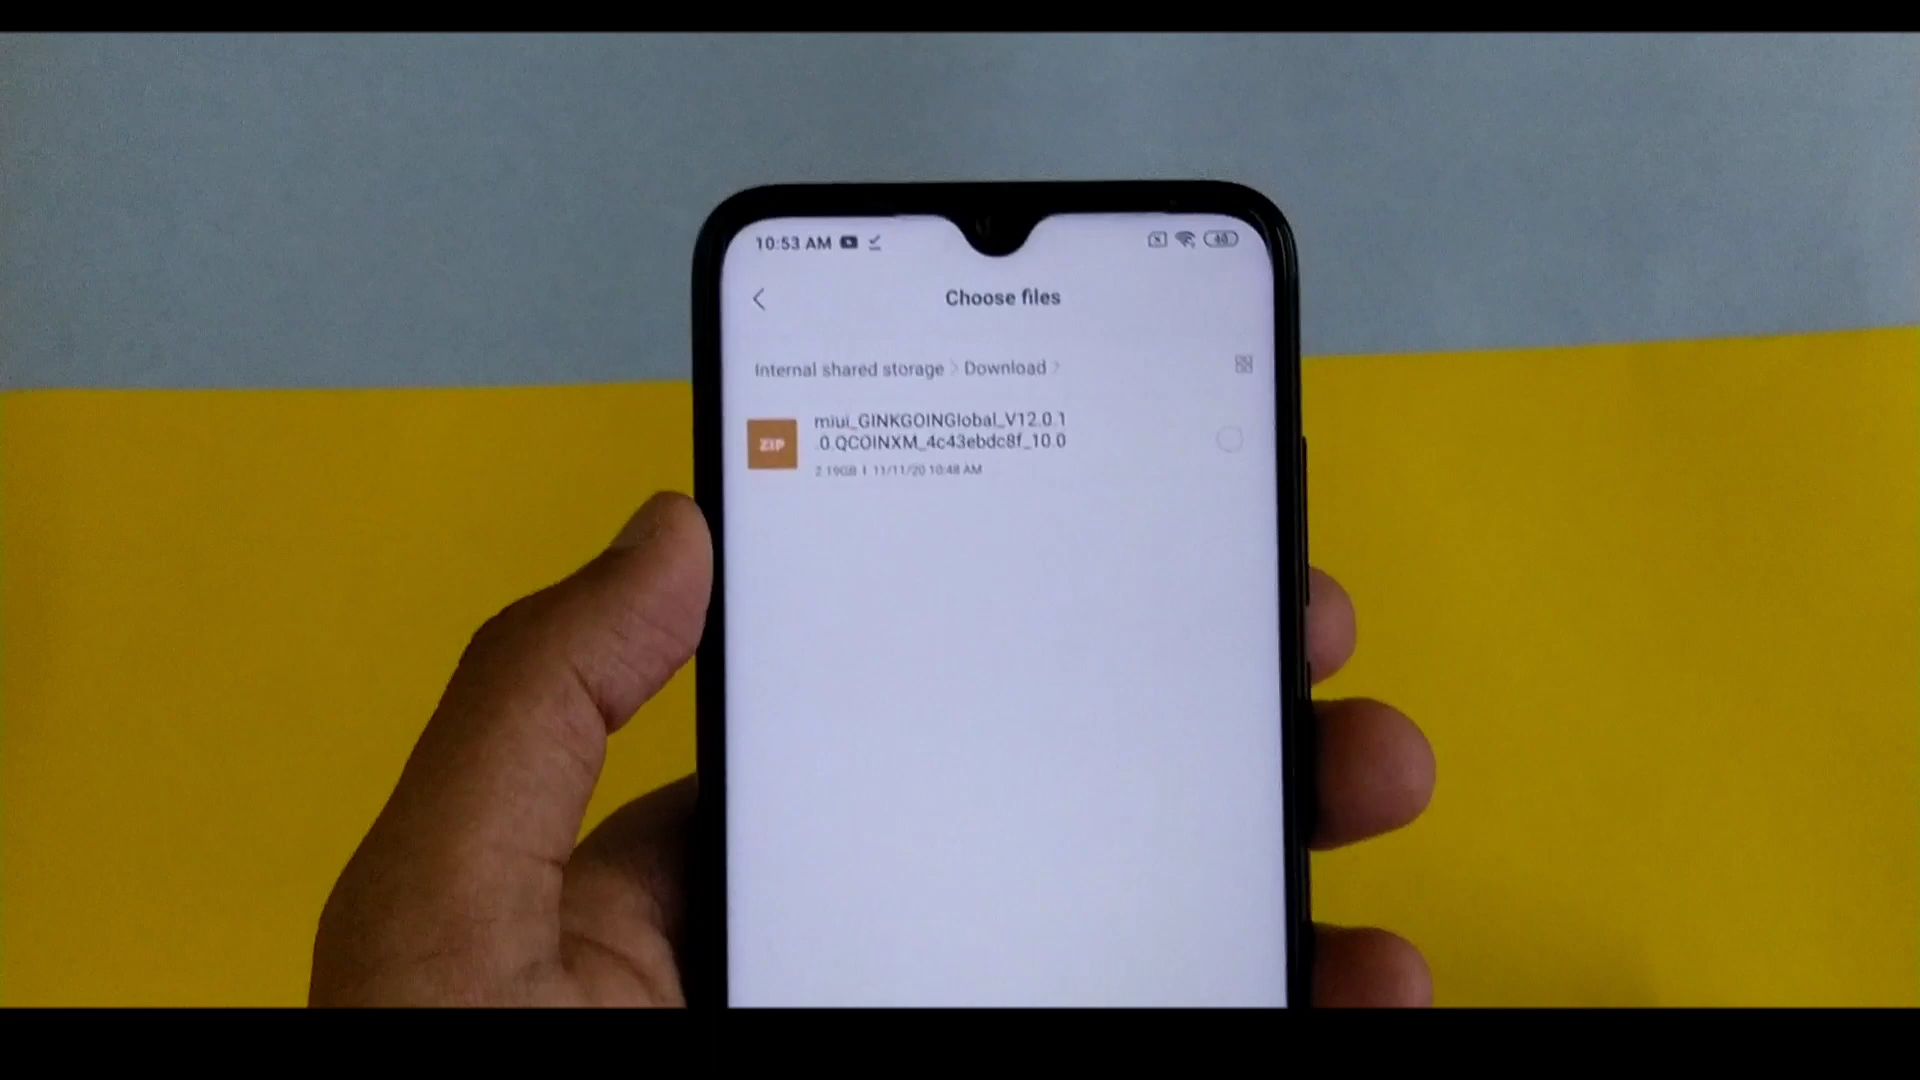 10:53 AM
40
Choose files
Internal shared storage > Download >
ZIP
miui_GINKGOINGlobal_V12.0.1
.0.QCOINXM_4c43ebdc8f_10.0
2.19GB | 11/11/20 10:48 AM